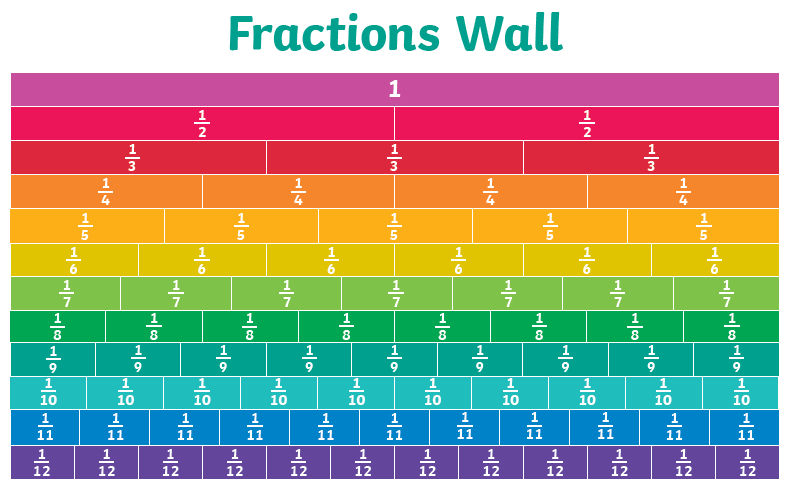 Fractions Wall
1
1/2 1/2
1/3 1/3 1/3
1/4 1/4 1/4 1/4
1/5 1/5 1/5 1/5 1/5
1/6 1/6 1/6 1/6 1/6 1/6
1/7 1/7 1/7 1/7 1/7 1/7 1/7
1/8 1/8 1/8 1/8 1/8 1/8 1/8 1/8
1/9 1/9 1/9 1/9 1/9 1/9 1/9 1/9 1/9
1/10 1/10 1/10 1/10 1/10 1/10 1/10 1/10 1/10 1/10
1/11 1/11 1/11 1/11 1/11 1/11 1/11 1/11 1/11 1/11 1/11
1/12 1/12 1/12 1/12 1/12 1/12 1/12 1/12 1/12 1/12 1/12 1/12